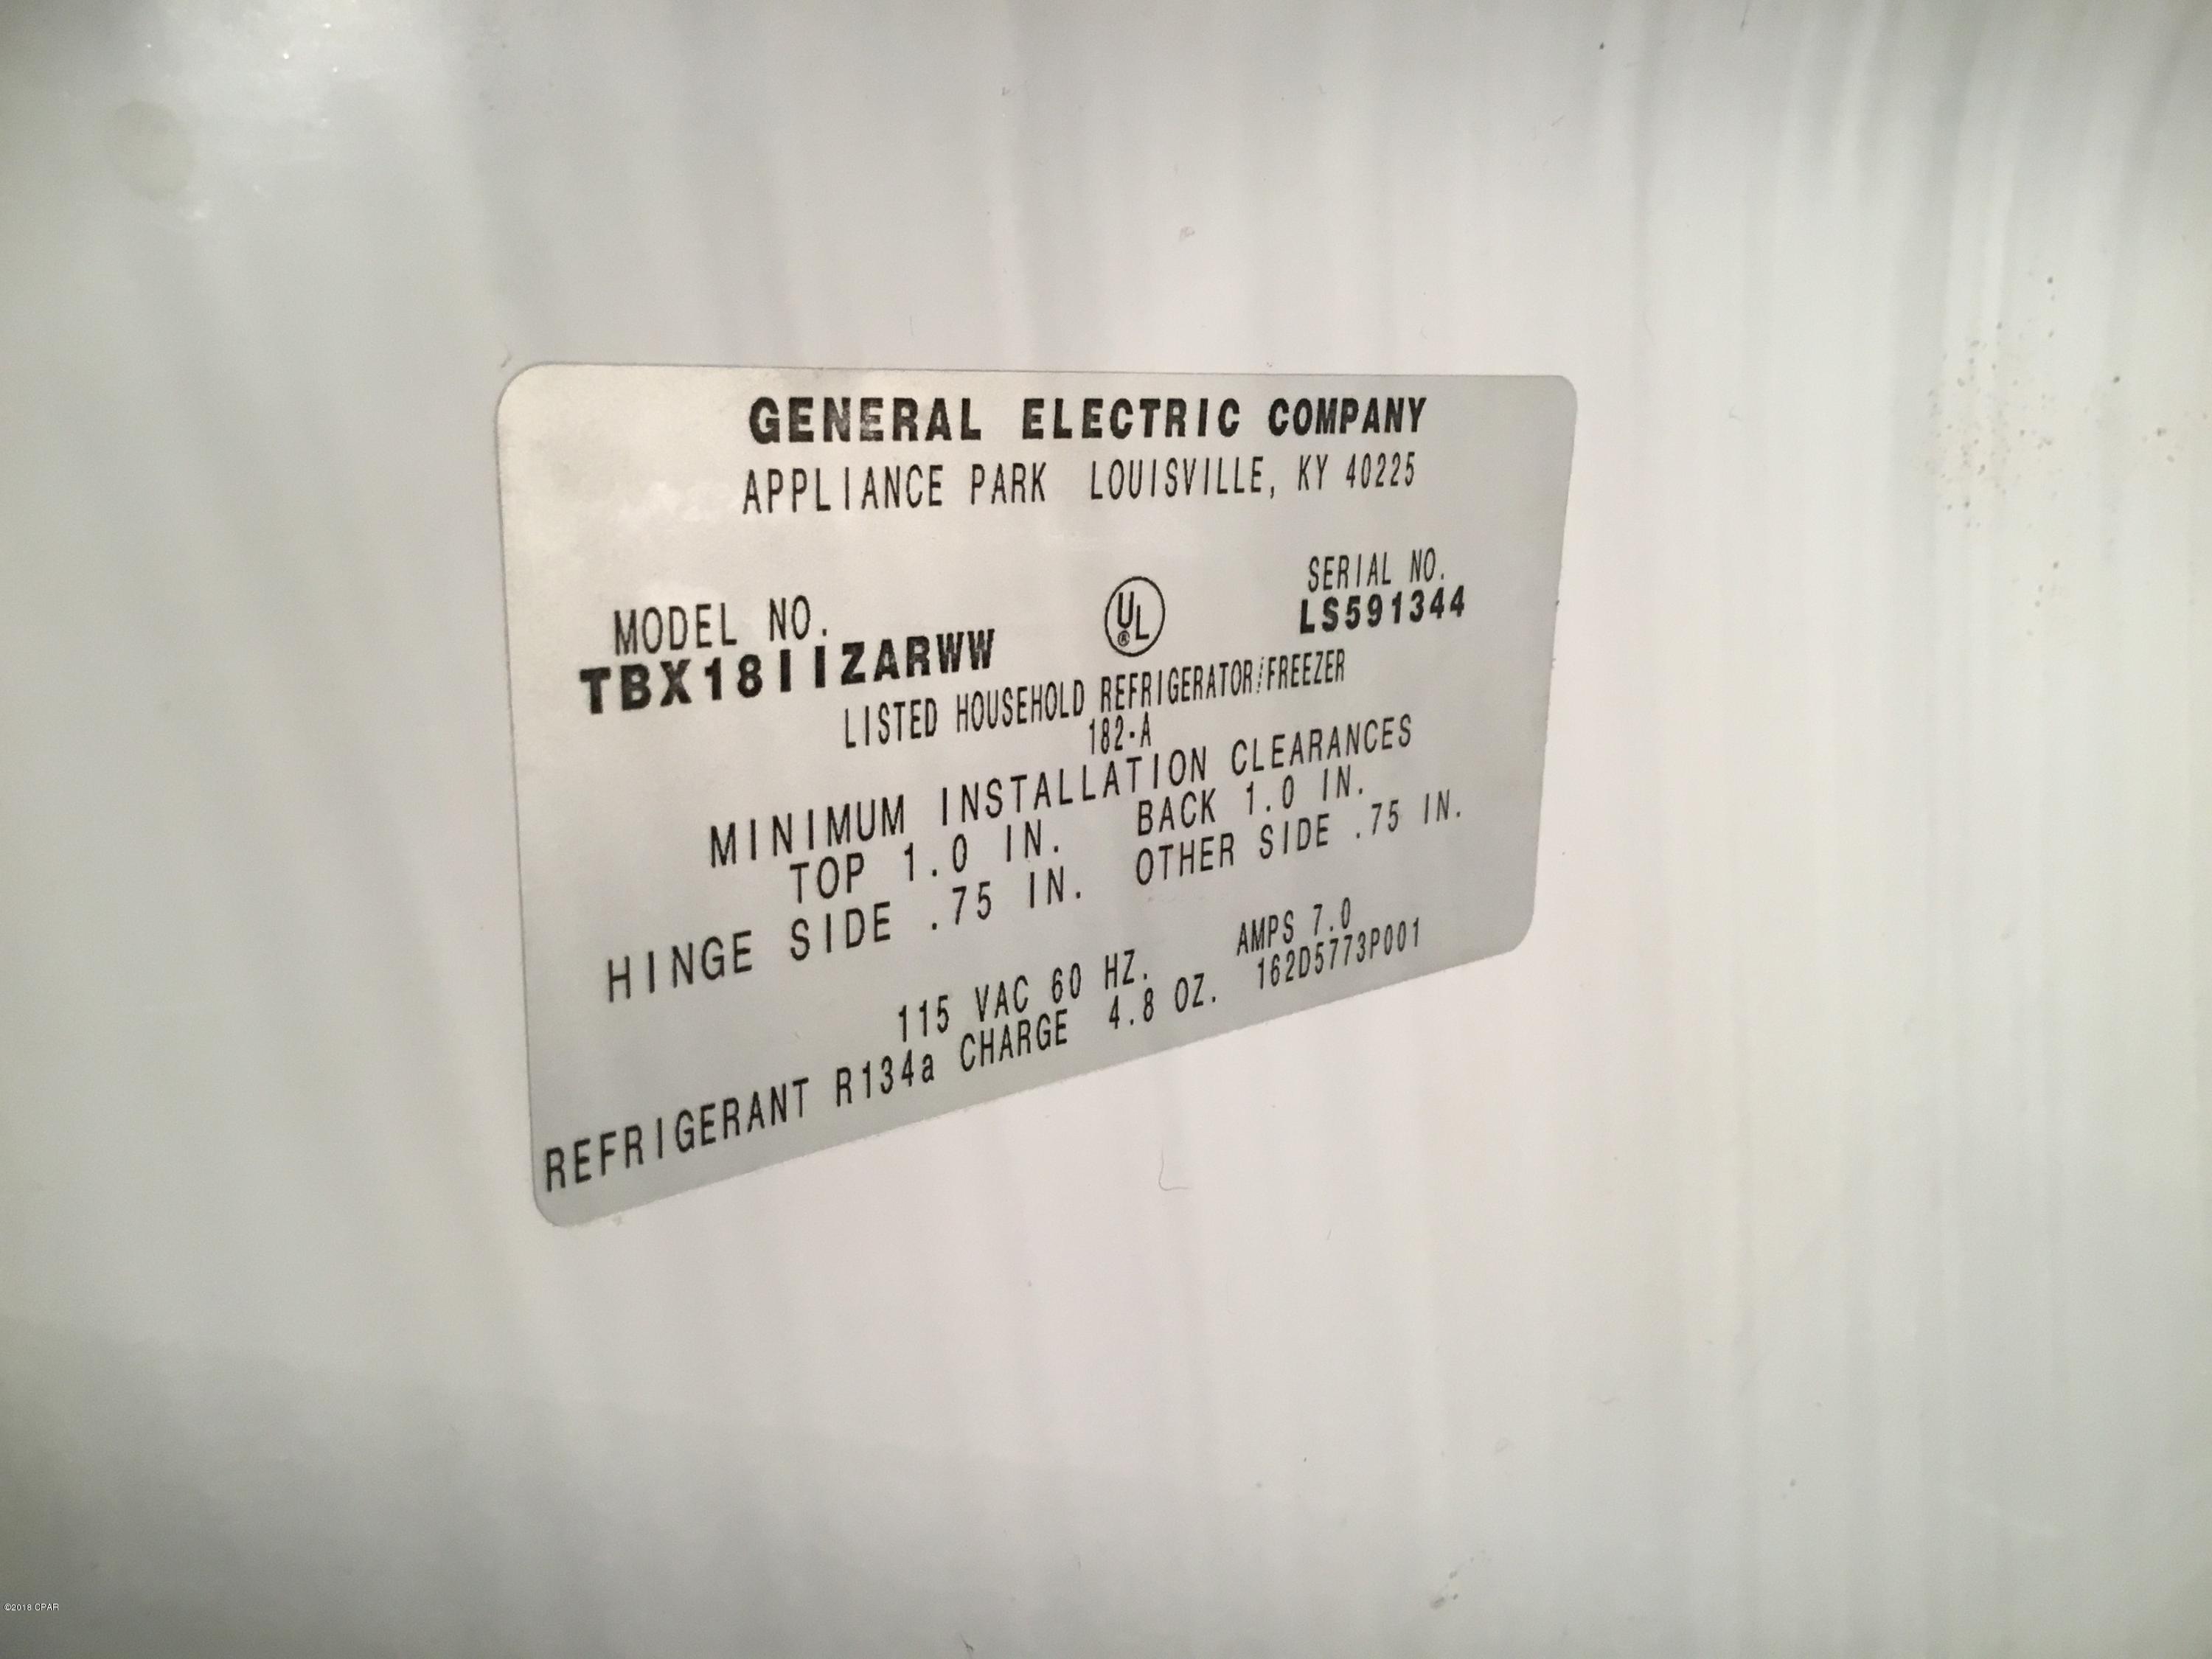 GENERAL ELECTRIC COMPANY
APPLIANCE PARK LOUISVILLE, KY 40225
MODEL NO.
TBX18IIZARWW
UL
®
SERIAL NO.
LS591344
LISTED HOUSEHOLD REFRIGERATOR/FREEZER
182-A
MINIMUM INSTALLATION CLEARANCES
TOP 1.0 IN. BACK 1.0 IN.
HINGE SIDE .75 IN. OTHER SIDE .75 IN.
115 VAC 60 HZ. AMPS 7.0
REFRIGERANT R134a CHARGE 4.8 OZ. 162D5773P001
©2018 CPAR